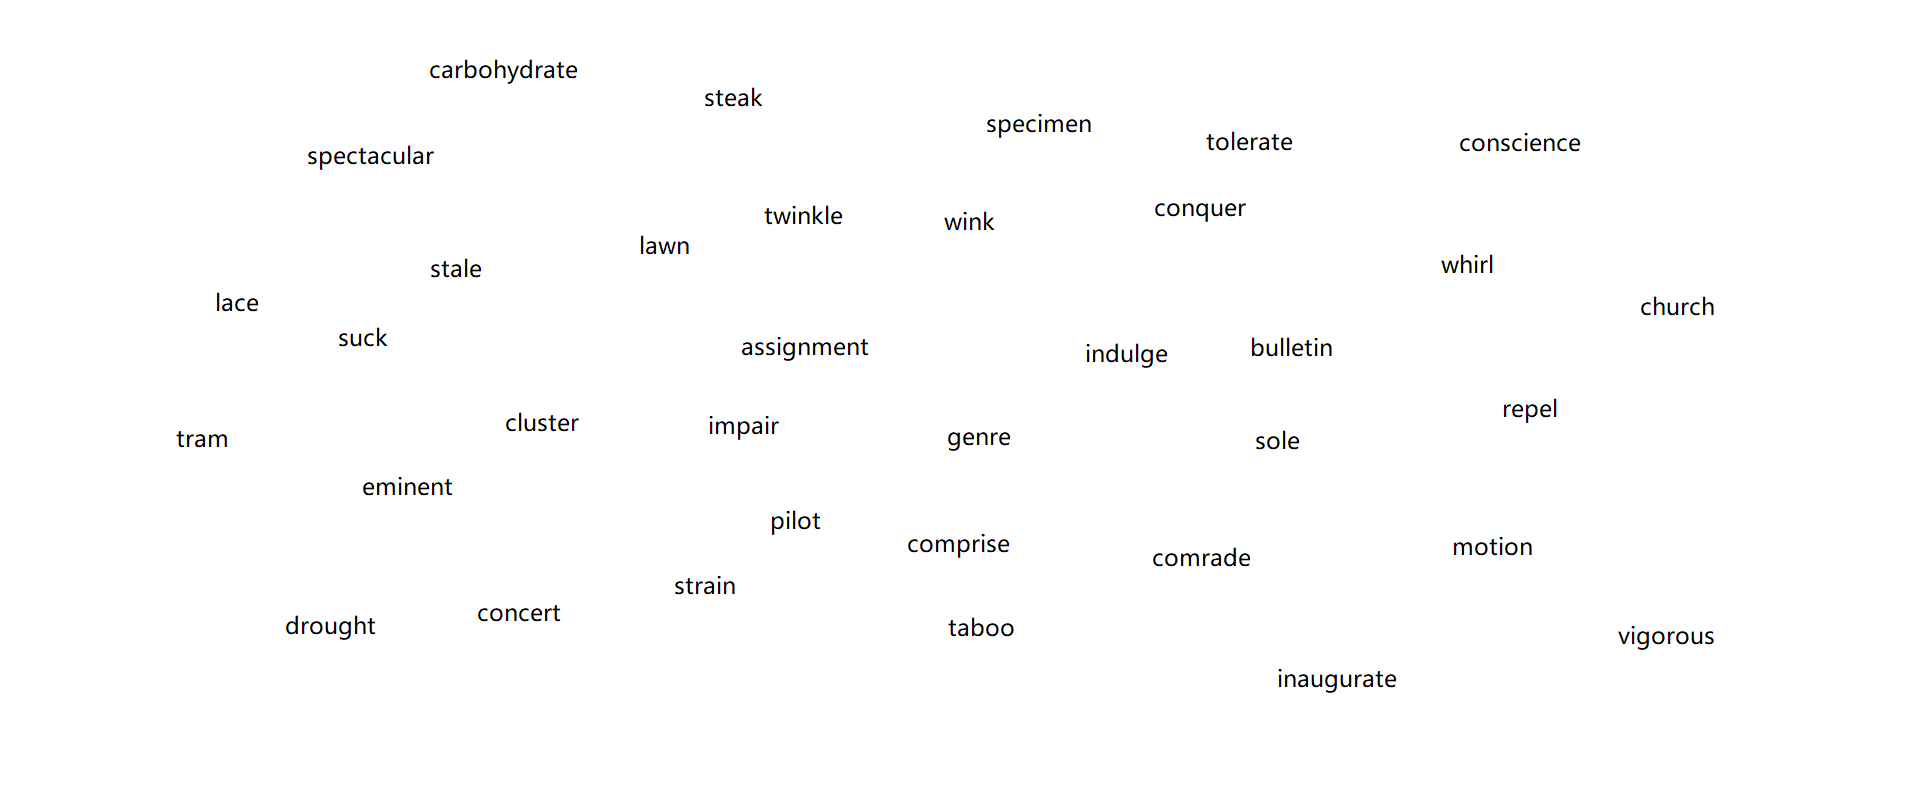 carbohydrate
steak
specimen
tolerate
conscience
spectacular
twinkle
wink
conquer
lawn
stale
whirl
lace
church
suck
assignment
indulge
bulletin
repel
cluster
impair
genre
sole
tram
eminent
pilot
comprise
comrade
motion
strain
concert
drought
taboo
vigorous
inaugurate